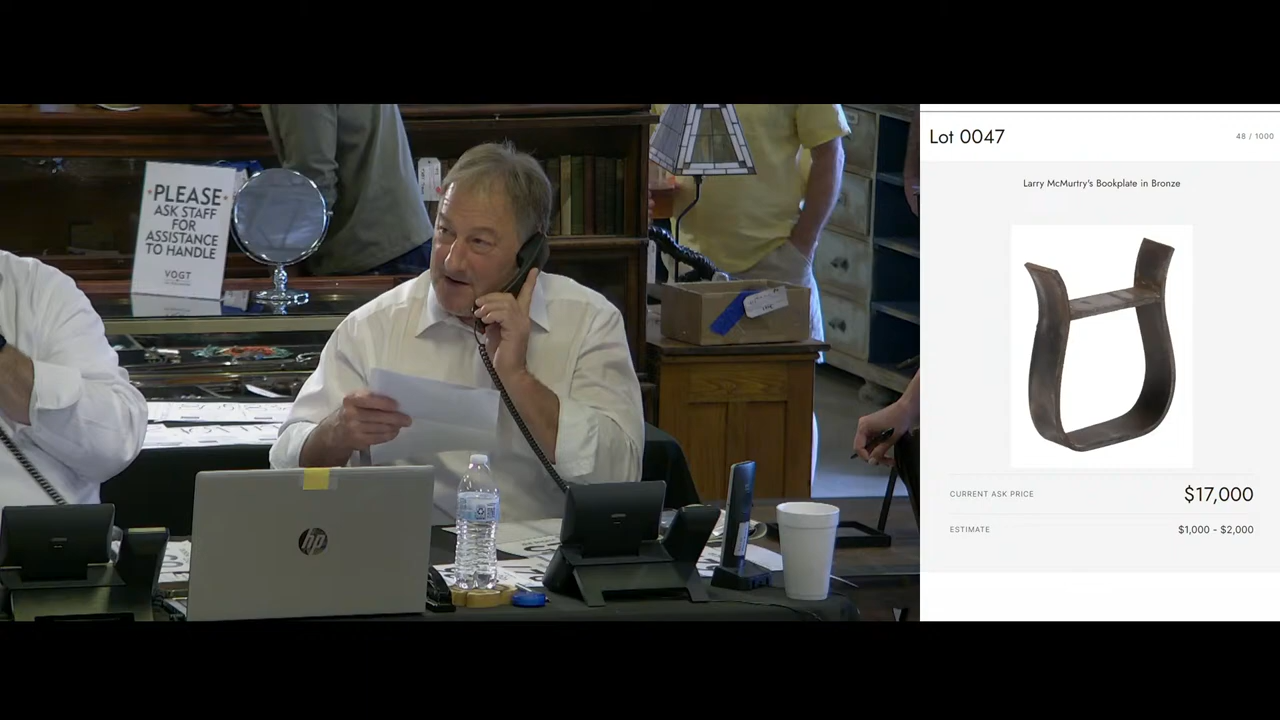 PLEASE
ASK STAFF
FOR
ASSISTANCE
TO HANDLE
VOGT
hp
Lot 0047
48 / 1000
Larry McMurtry's Bookplate in Bronze
CURRENT ASK PRICE
$17,000
ESTIMATE
$1,000 - $2,000